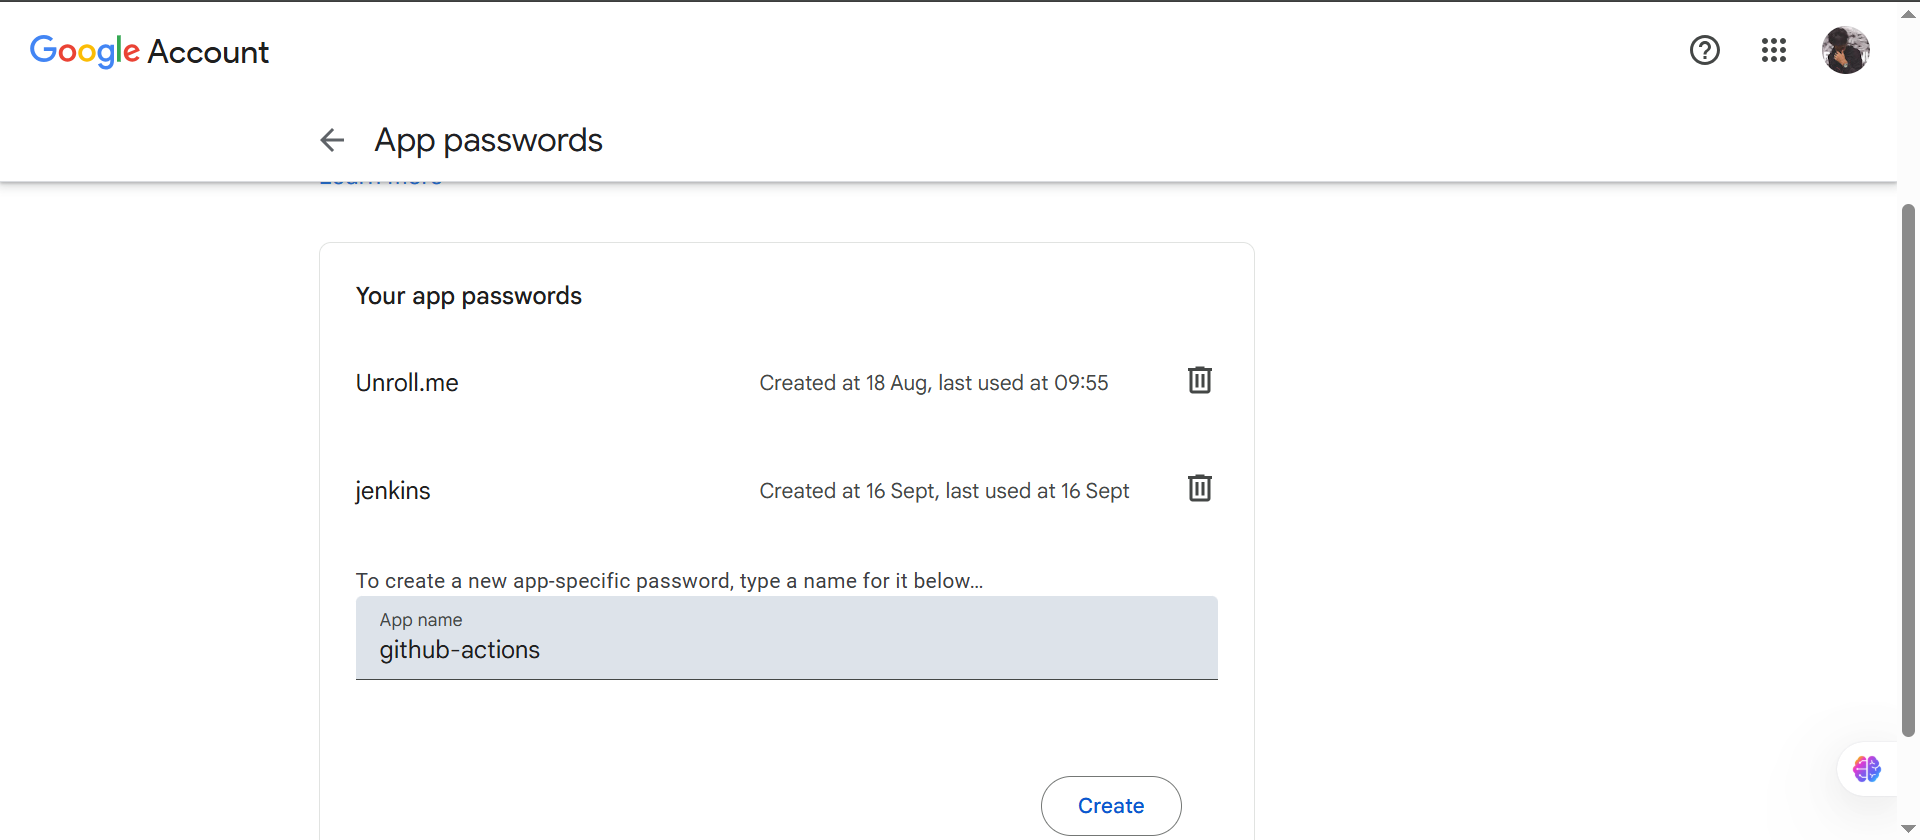 Google Account
App passwords
Learn more
Your app passwords
Unroll.me
Created at 18 Aug, last used at 09:55
jenkins
Created at 16 Sept, last used at 16 Sept
To create a new app-specific password, type a name for it below...
App name
github-actions
Create